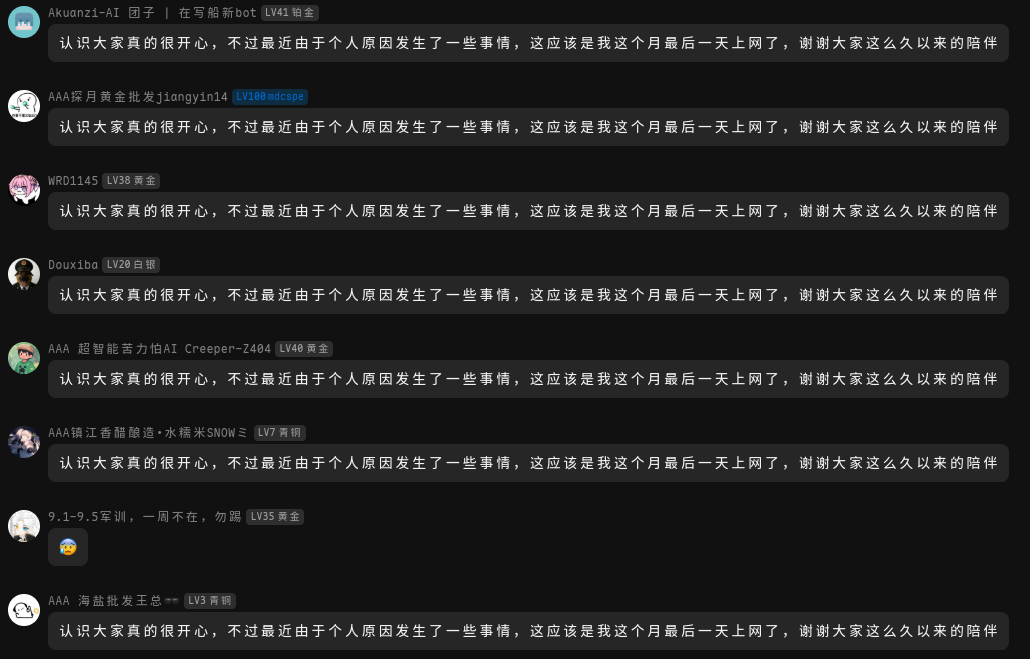 Akuanzi-AI 团子 | 在写船新bot LV41 铂金
认识大家真的很开心，不过最近由于个人原因发生了一些事情，这应该是我这个月最后一天上网了，谢谢大家这么久以来的陪伴
AAA探月黄金批发jiangyin14 LV100 mdcspe
认识大家真的很开心，不过最近由于个人原因发生了一些事情，这应该是我这个月最后一天上网了，谢谢大家这么久以来的陪伴
WRD1145 LV38 黄金
认识大家真的很开心，不过最近由于个人原因发生了一些事情，这应该是我这个月最后一天上网了，谢谢大家这么久以来的陪伴
Douxiba LV20 白银
认识大家真的很开心，不过最近由于个人原因发生了一些事情，这应该是我这个月最后一天上网了，谢谢大家这么久以来的陪伴
AAA 超智能苦力怕AI Creeper-Z404 LV40 黄金
认识大家真的很开心，不过最近由于个人原因发生了一些事情，这应该是我这个月最后一天上网了，谢谢大家这么久以来的陪伴
AAA镇江香醋酿造•水糯米SNOWミ LV7 青铜
认识大家真的很开心，不过最近由于个人原因发生了一些事情，这应该是我这个月最后一天上网了，谢谢大家这么久以来的陪伴
9.1-9.5军训，一周不在，勿踢 LV35 黄金
😰
AAA 海盐批发王总🕶️ LV3 青铜
认识大家真的很开心，不过最近由于个人原因发生了一些事情，这应该是我这个月最后一天上网了，谢谢大家这么久以来的陪伴